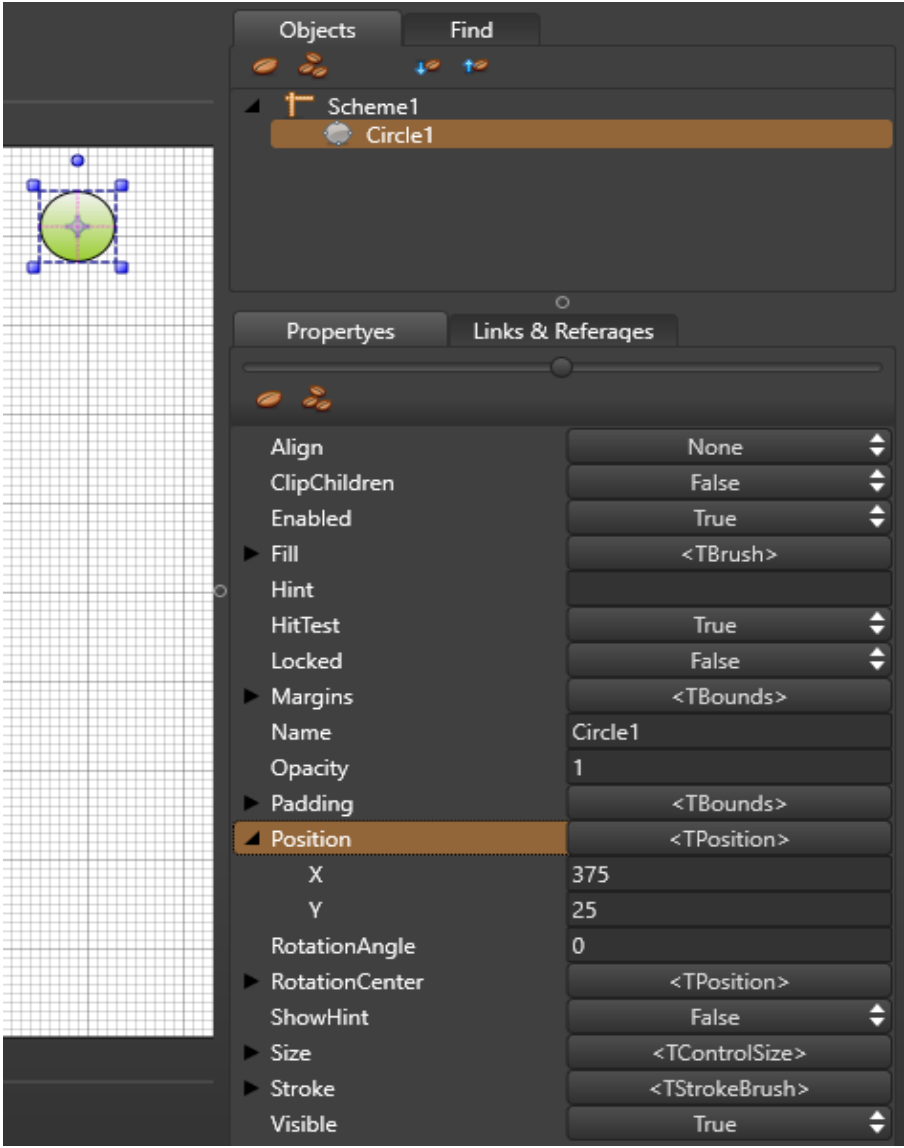 Objects Find
Scheme1
Circle1
Propertyes Links & Referages
Align None
ClipChildren False
Enabled True
Fill <TBrush>
Hint
HitTest True
Locked False
Margins <TBounds>
Name Circle1
Opacity 1
Padding <TBounds>
Position <TPosition>
X 375
Y 25
RotationAngle 0
RotationCenter <TPosition>
ShowHint False
Size <TControlSize>
Stroke <TStrokeBrush>
Visible True